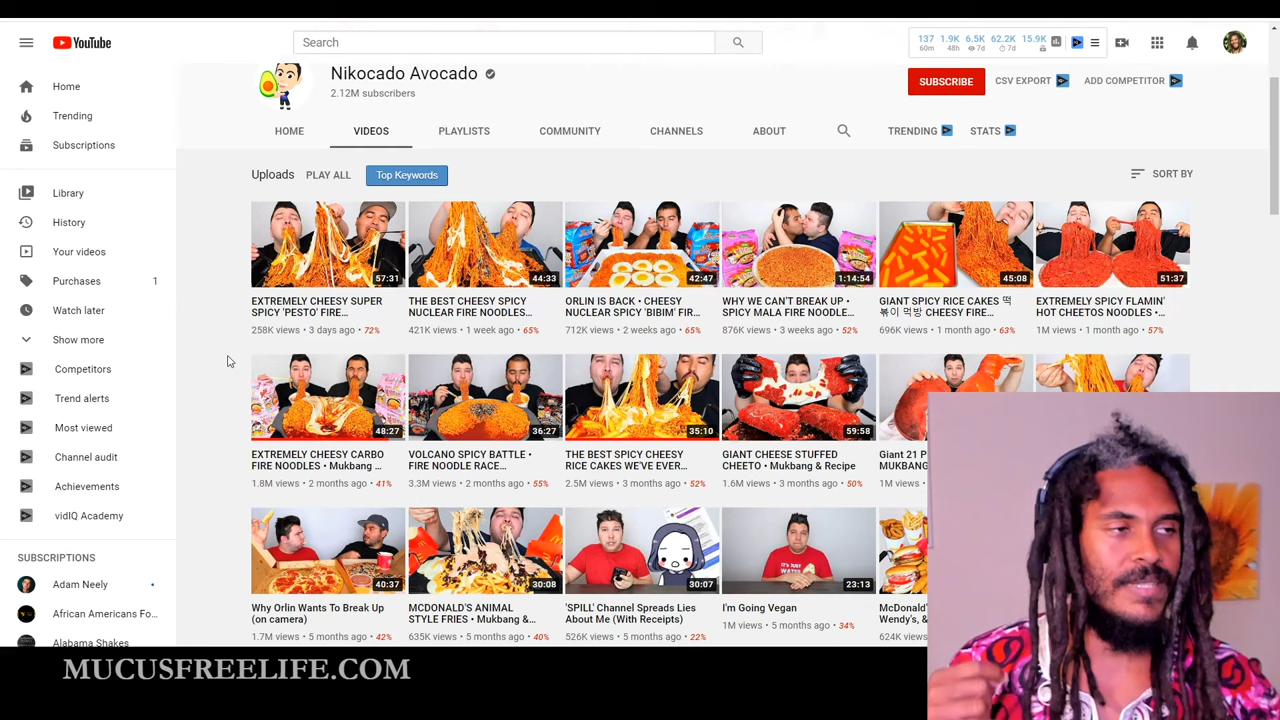 YouTube
Search
137 1.9K 6.5K 62.2K 15.9K
60m 48h 7d 7d
Nikocado Avocado
2.12M subscribers
SUBSCRIBE
CSV EXPORT
ADD COMPETITOR
HOME VIDEOS PLAYLISTS COMMUNITY CHANNELS ABOUT TRENDING STATS
Uploads PLAY ALL Top Keywords SORT BY
Home
Trending
Subscriptions
Library
History
Your videos
Purchases 1
Watch later
Show more
Competitors
Trend alerts
Most viewed
Channel audit
Achievements
vidIQ Academy
SUBSCRIPTIONS
Adam Neely
African Americans Fo...
Alabama Shakes
57:31
EXTREMELY CHEESY SUPER
SPICY 'PESTO' FIRE...
258K views • 3 days ago • 72%
44:33
THE BEST CHEESY SPICY
NUCLEAR FIRE NOODLES...
421K views • 1 week ago • 65%
42:47
ORLIN IS BACK • CHEESY
NUCLEAR SPICY 'BIBIM' FIR...
712K views • 2 weeks ago • 65%
1:14:54
WHY WE CAN'T BREAK UP •
SPICY MALA FIRE NOODLE...
876K views • 3 weeks ago • 52%
45:08
GIANT SPICY RICE CAKES 떡
볶이 먹방 CHEESY FIRE...
696K views • 1 month ago • 63%
51:37
EXTREMELY SPICY FLAMIN'
HOT CHEETOS NOODLES •...
1M views • 1 month ago • 57%
48:27
EXTREMELY CHEESY CARBO
FIRE NOODLES • Mukbang ...
1.8M views • 2 months ago • 41%
36:27
VOLCANO SPICY BATTLE •
FIRE NOODLE RACE...
3.3M views • 2 months ago • 55%
35:10
THE BEST SPICY CHEESY
RICE CAKES WE'VE EVER...
2.5M views • 3 months ago • 52%
59:58
GIANT CHEESE STUFFED
CHEETO • Mukbang & Recipe
1.6M views • 3 months ago • 50%
Giant 21 P
MUKBANG
1M views •
40:37
Why Orlin Wants To Break Up
(on camera)
1.7M views • 5 months ago • 42%
30:08
MCDONALD'S ANIMAL
STYLE FRIES • Mukbang &...
635K views • 5 months ago • 40%
30:07
'SPILL' Channel Spreads Lies
About Me (With Receipts)
526K views • 5 months ago • 22%
IT'S JUST
WATER
23:13
I'm Going Vegan
1M views • 5 months ago • 34%
McDonald'
Wendy's, &
624K
MUCUSFREELIFE.COM